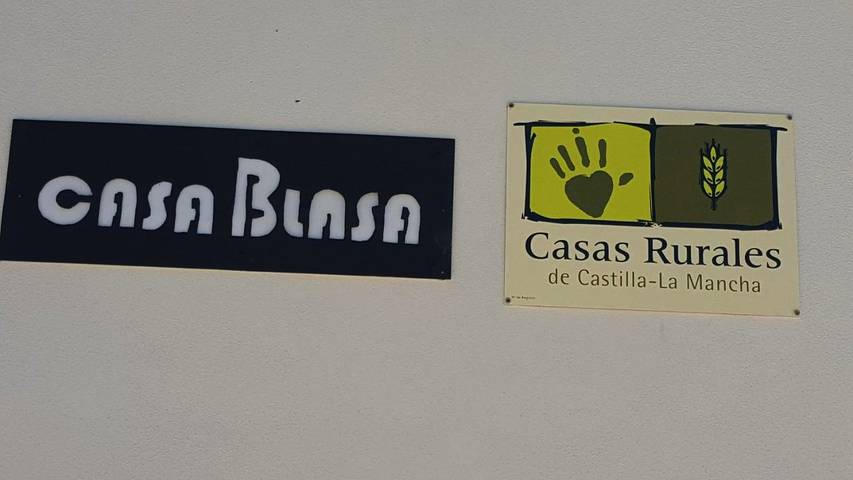 CASA BLASA
Casas Rurales
de Castilla-La Mancha